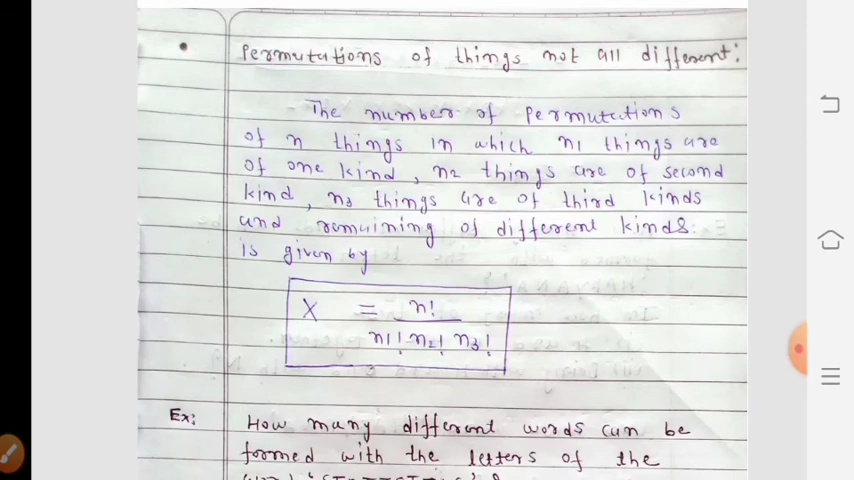 Permutations of things not all different:
The number of permutations
of n things in which n1 things are
of one kind, n2 things are of second
kind, n3 things are of third kinds
and remaining of different kinds.
is given by
X = n!
n1! n2! n3!
Ex: How many different words can be
formed with the letters of the